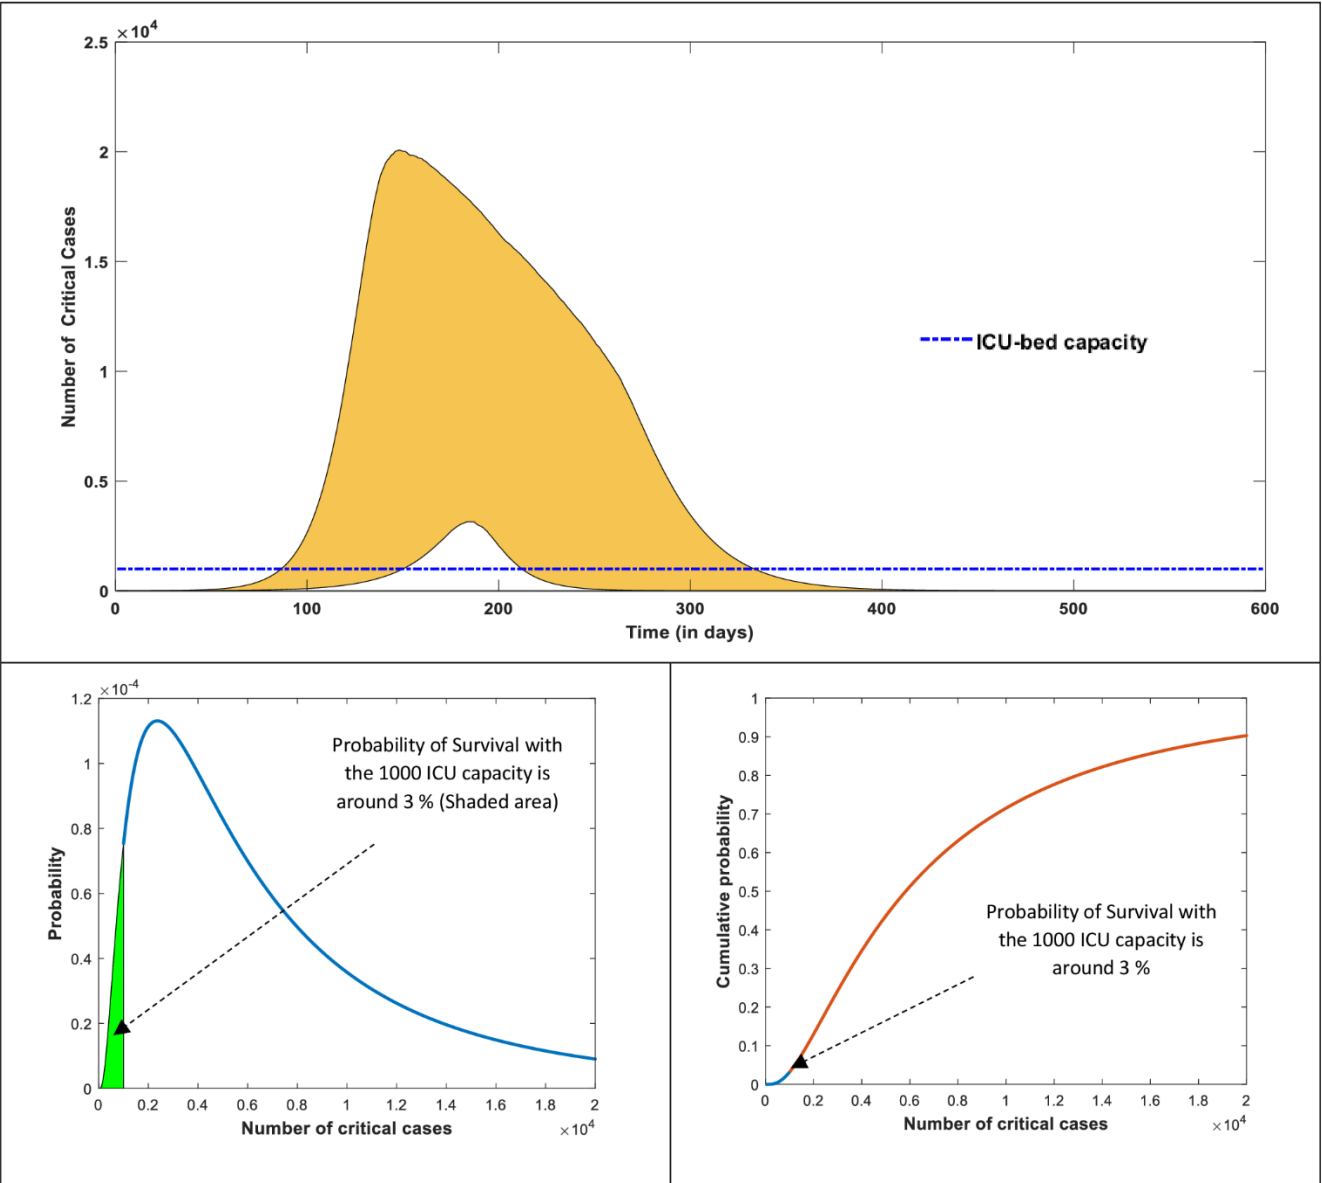 ×10⁴
2.5
2
1.5
1
0.5
0
Number of Critical Cases
ICU-bed capacity
0 100 200 300 400 500 600
Time (in days)
×10⁻⁴
1.2
1
0.8
0.6
0.4
0.2
0
Probability
Probability of Survival with
the 1000 ICU capacity is
around 3 % (Shaded area)
0 0.2 0.4 0.6 0.8 1 1.2 1.4 1.6 1.8 2
×10⁴
Number of critical cases
1
0.9
0.8
0.7
0.6
0.5
0.4
0.3
0.2
0.1
0
Cumulative probability
Probability of Survival with
the 1000 ICU capacity is
around 3 %
0 0.2 0.4 0.6 0.8 1 1.2 1.4 1.6 1.8 2
×10⁴
Number of critical cases